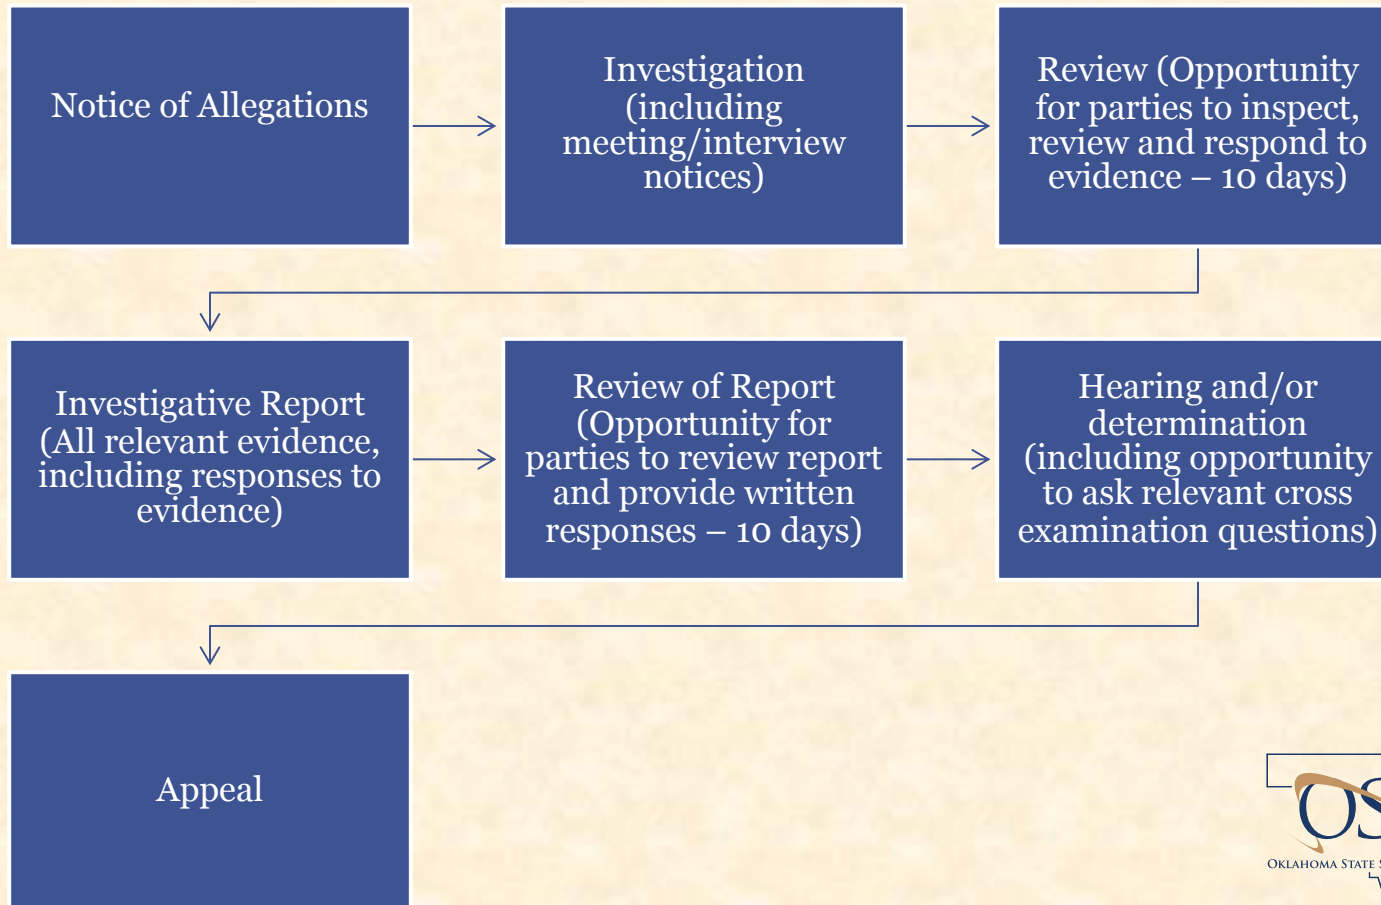 Notice of Allegations
Investigation
(including
meeting/interview
notices)
Review (Opportunity
for parties to inspect,
review and respond to
evidence – 10 days)
Investigative Report
(All relevant evidence,
including responses to
evidence)
Review of Report
(Opportunity for
parties to review report
and provide written
responses – 10 days)
Hearing and/or
determination
(including opportunity
to ask relevant cross
examination questions)
Appeal
OS
OKLAHOMA STATE